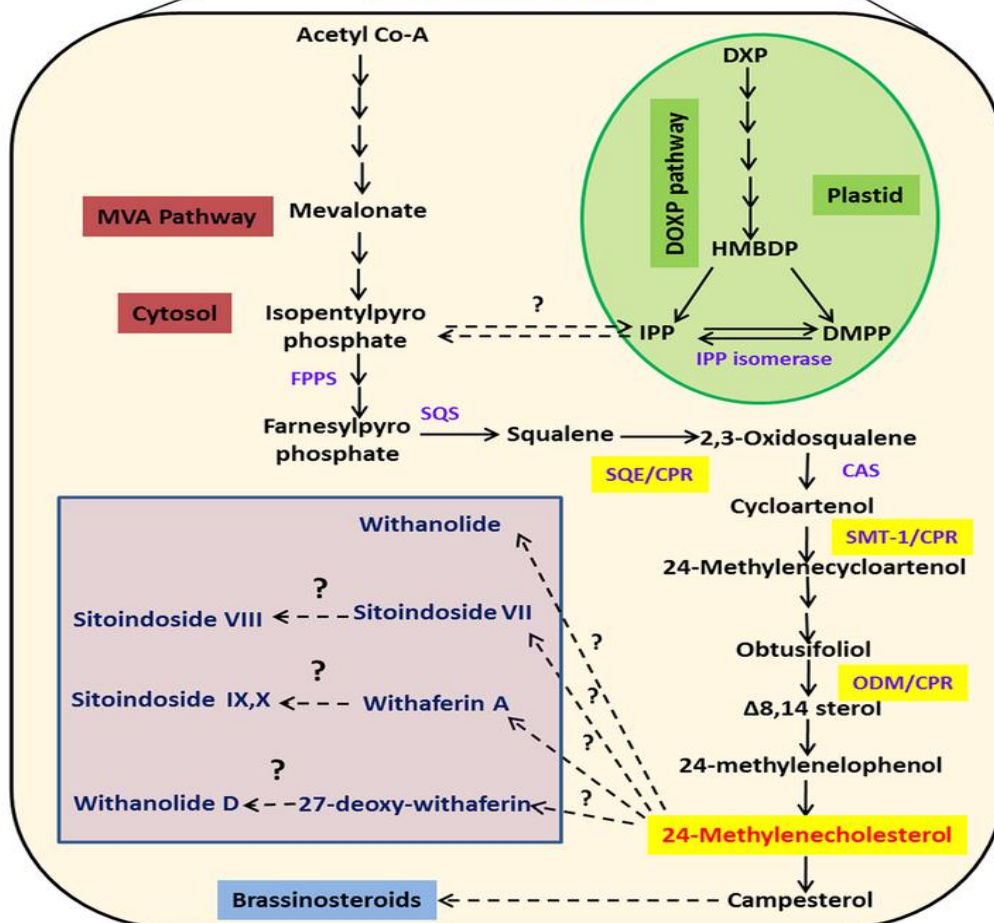 Acetyl Co-A
DXP
DOXP pathway
Plastid
MVA Pathway
Mevalonate
HMBDP
Cytosol
Isopentylpyro
phosphate
?
IPP
DMPP
IPP isomerase
FPPS
Farnesylpyro
phosphate
SQS
Squalene
2,3-Oxidosqualene
SQE/CPR
CAS
Cycloartenol
SMT-1/CPR
24-Methylenecycloartenol
Withanolide
?
Sitoindoside VIII
Sitoindoside VII
?
Obtusifoliol
ODM/CPR
?
Sitoindoside IX,X
Withaferin A
?
Δ8,14 sterol
?
24-methylenelophenol
?
Withanolide D
27-deoxy-withaferin
?
24-Methylenecholesterol
Brassinosteroids
Campesterol